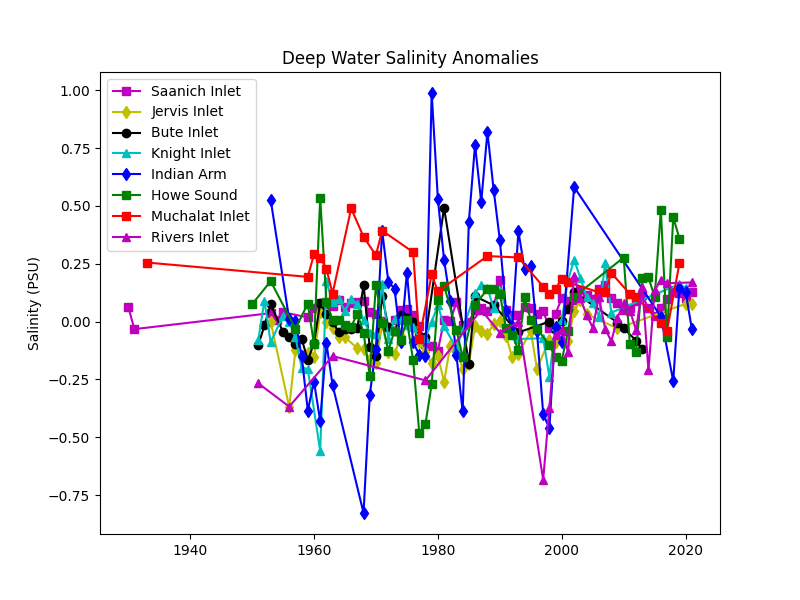 Deep Water Salinity Anomalies
Salinity (PSU)
1.00
0.75
0.50
0.25
0.00
−0.25
−0.50
−0.75
Saanich Inlet
Jervis Inlet
Bute Inlet
Knight Inlet
Indian Arm
Howe Sound
Muchalat Inlet
Rivers Inlet
1940 1960 1980 2000 2020